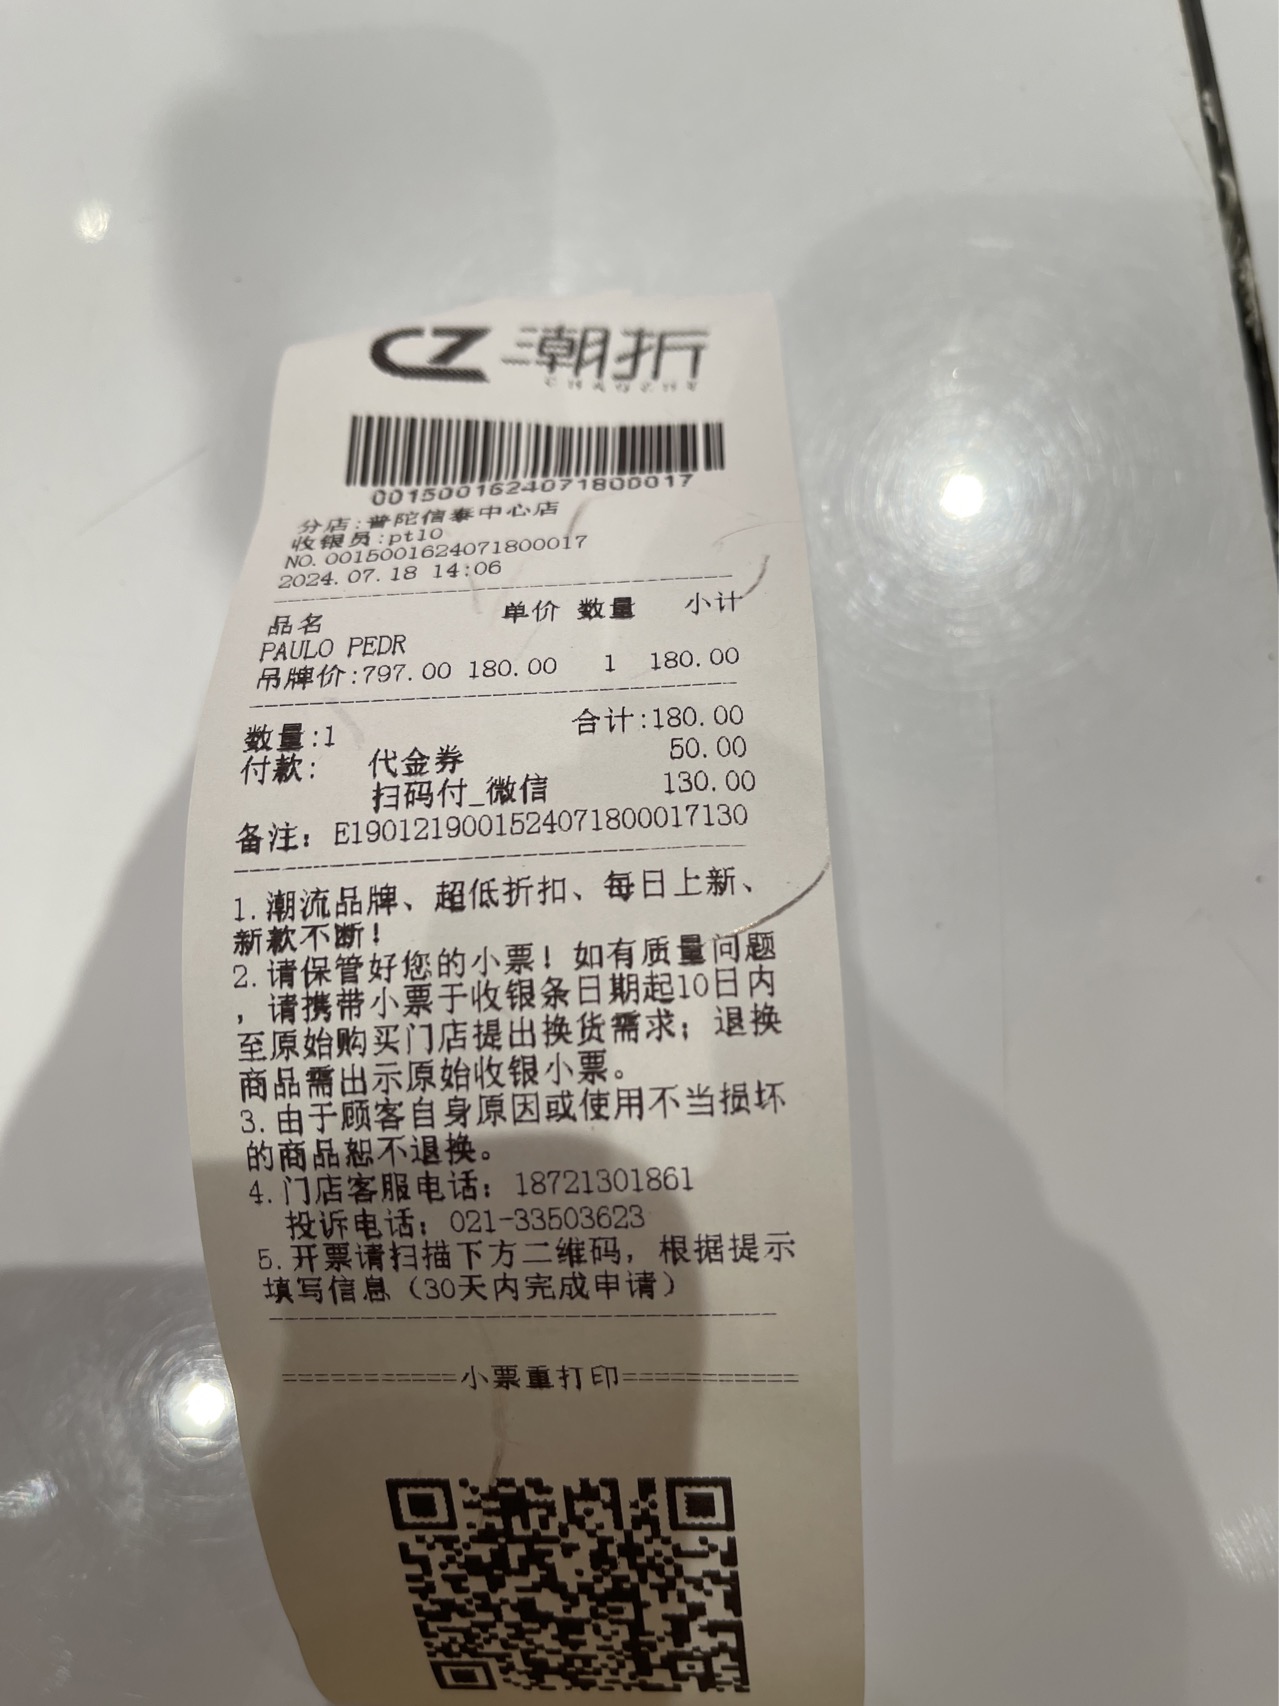 CZ 潮折
CHAOZHE
0015001624071800017
分店:普陀信泰中心店
收银员:pt10
NO.0015001624071800017
2024.07.18 14:06
品名 单价 数量 小计
PAULO PEDR
吊牌价:797.00 180.00 1 180.00
数量:1 合计:180.00
付款: 代金券 50.00
扫码付_微信 130.00
备注: E1901219001524071800017130
1.潮流品牌、超低折扣、每日上新、
新款不断!
2.请保管好您的小票!如有质量问题
,请携带小票于收银条日期起10日内
至原始购买门店提出换货需求;退换
商品需出示原始收银小票。
3.由于顾客自身原因或使用不当损坏
的商品恕不退换。
4.门店客服电话:18721301861
投诉电话:021-33503623
5.开票请扫描下方二维码,根据提示
填写信息(30天内完成申请)
===========小票重打印===========